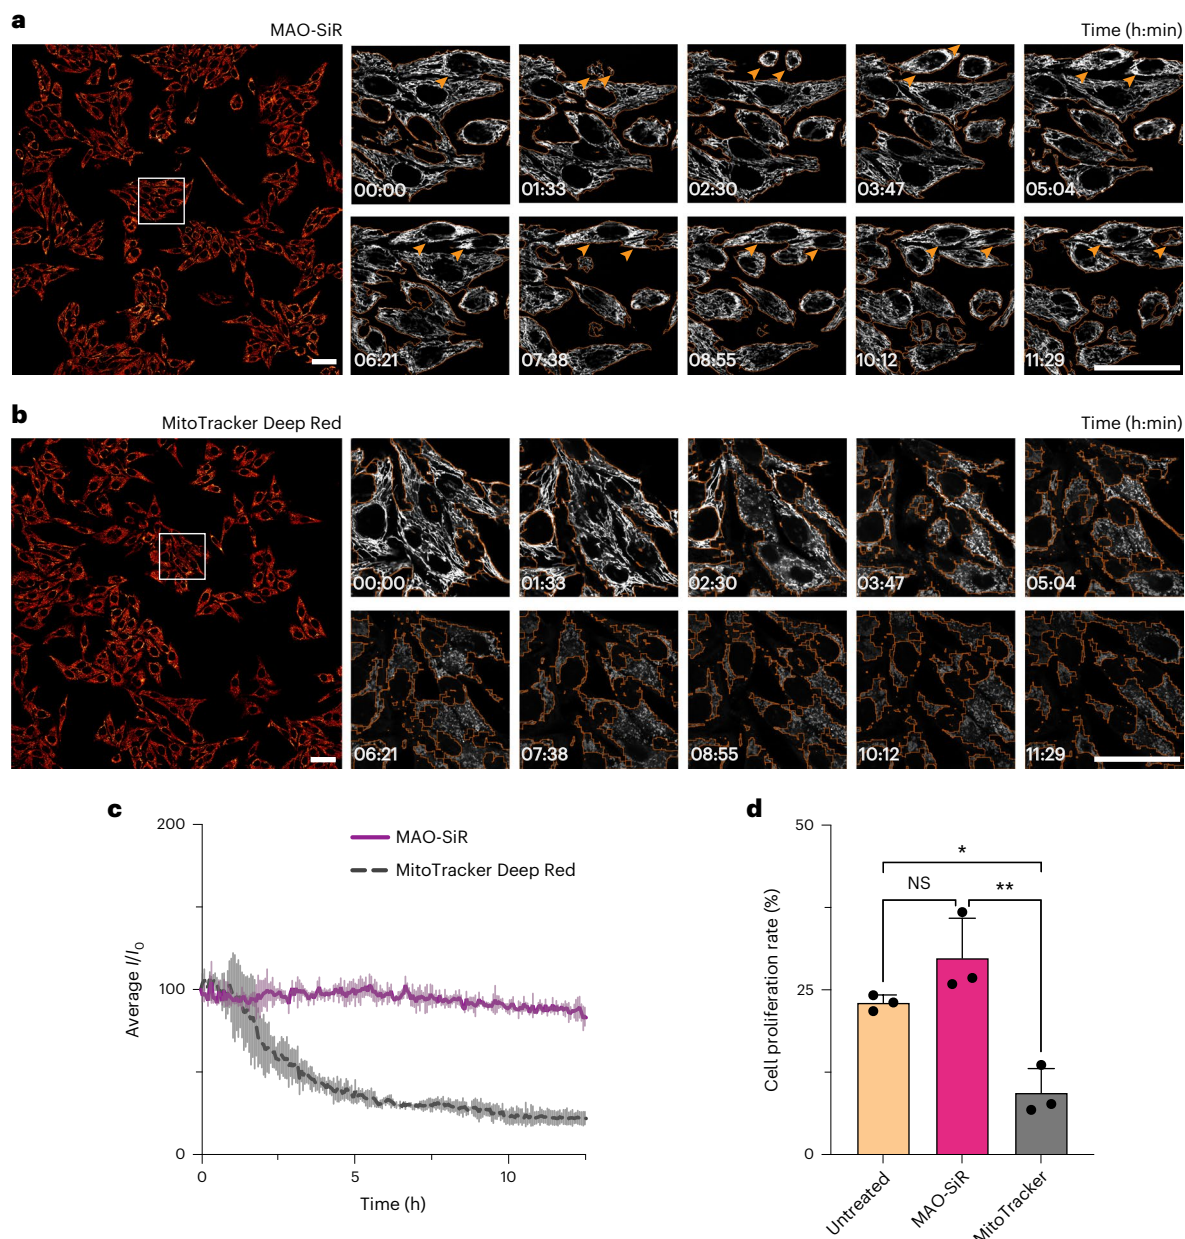 a
MAO-SiR
Time (h:min)
00:00
01:33
02:30
03:47
05:04
06:21
07:38
08:55
10:12
11:29
b
MitoTracker Deep Red
Time (h:min)
00:00
01:33
02:30
03:47
05:04
06:21
07:38
08:55
10:12
11:29
c
MAO-SiR
MitoTracker Deep Red
200
100
0
Average I/I0
0
5
10
Time (h)
d
50
25
0
Cell proliferation rate (%)
*
NS
**
Untreated
MAO-SiR
MitoTracker